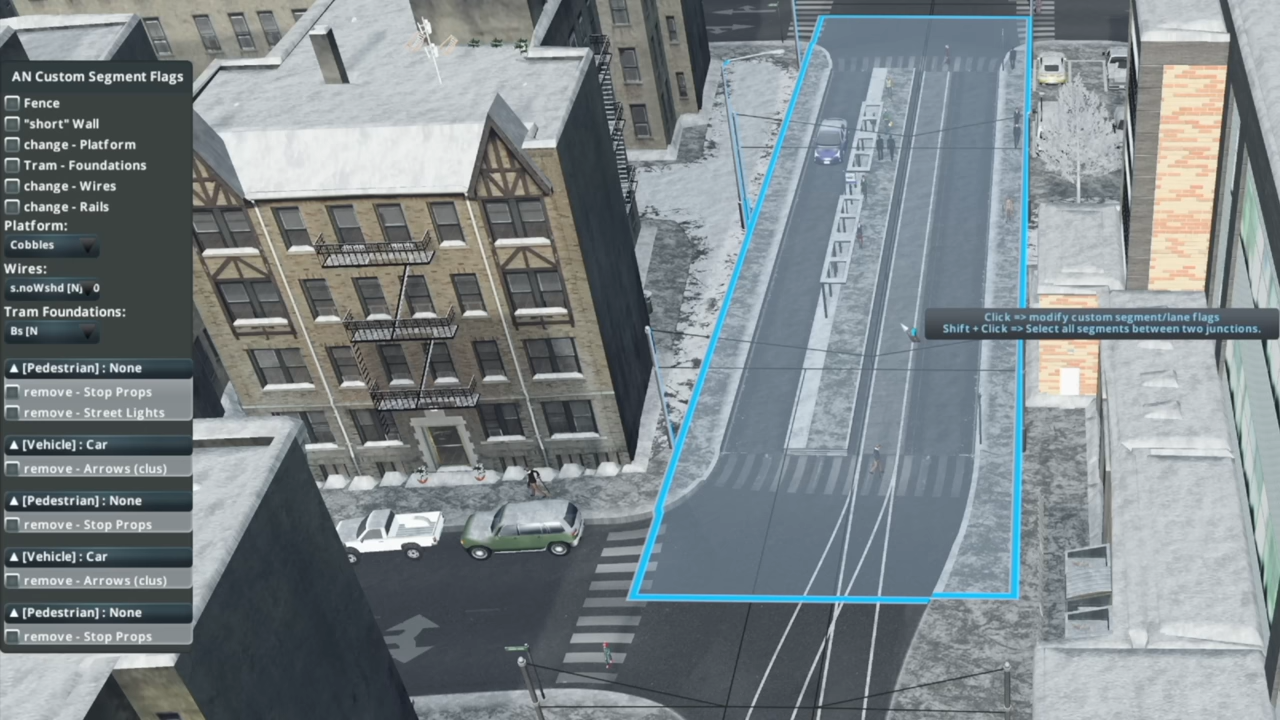 AN Custom Segment Flags
Fence
"short" Wall
change - Platform
Tram - Foundations
change - Wires
change - Rails
Platform:
Cobbles
Wires:
s.noWshd [N
Tram Foundations:
Bs [N
▲ [Pedestrian] : None
remove - Stop Props
remove - Street Lights
▲ [Vehicle] : Car
remove - Arrows (clus)
▲ [Pedestrian] : None
remove - Stop Props
▲ [Vehicle] : Car
remove - Arrows (clus)
▲ [Pedestrian] : None
remove - Stop Props
Click => modify custom segment/lane flags
Shift + Click => Select all segments between two junctions.